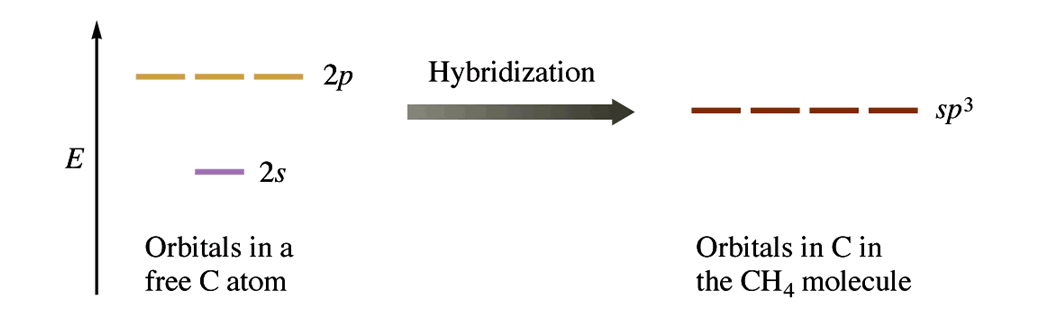 2p
Hybridization
sp³
E
2s
Orbitals in a
free C atom
Orbitals in C in
the CH₄ molecule